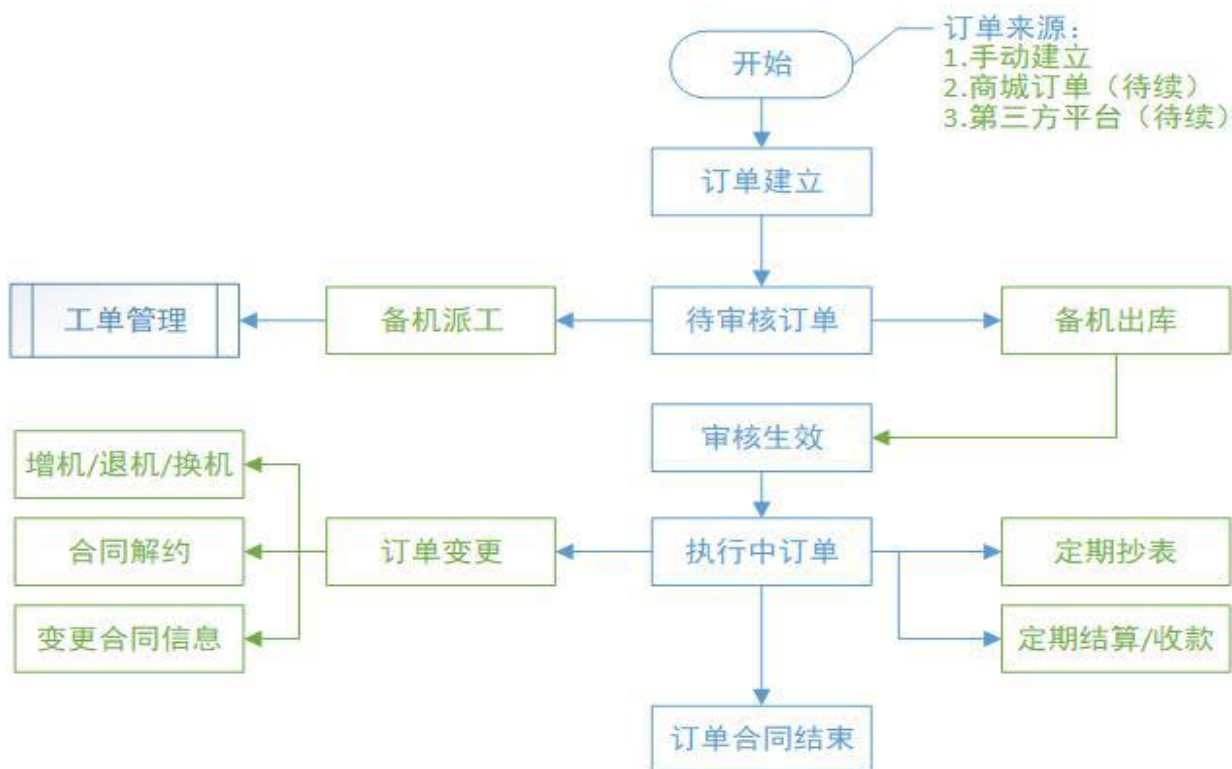 开始
订单来源：
1.手动建立
2.商城订单（待续）
3.第三方平台（待续）
订单建立
工单管理
备机派工
待审核订单
备机出库
审核生效
增机/退机/换机
合同解约
订单变更
执行中订单
定期抄表
变更合同信息
定期结算/收款
订单合同结束